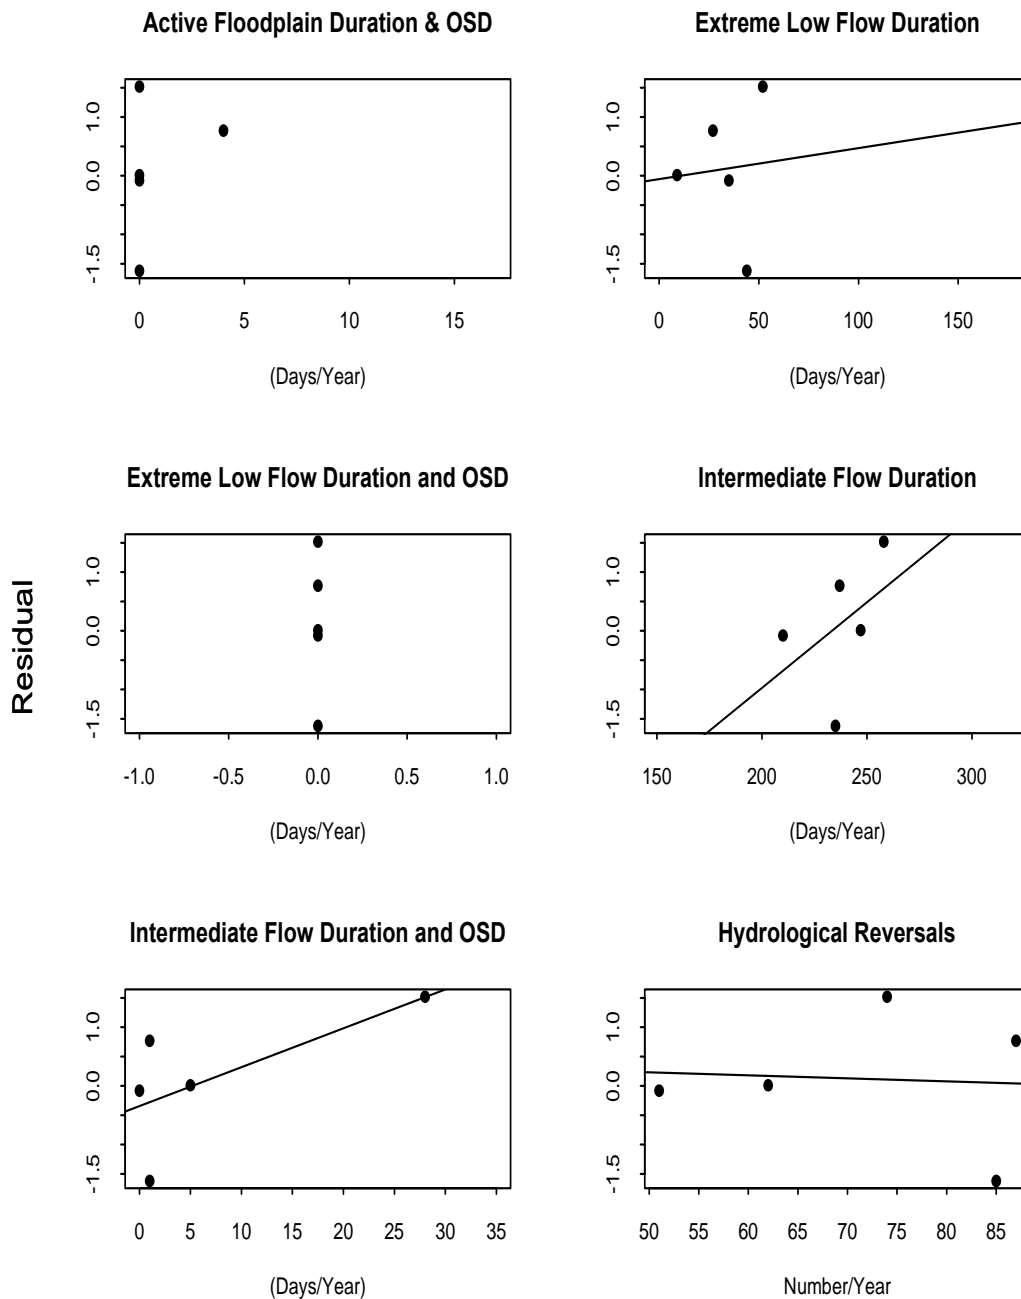 Active Floodplain Duration & OSD
1.0
0.0
-1.5
0 5 10 15
(Days/Year)
Extreme Low Flow Duration
1.0
0.0
-1.5
0 50 100 150
(Days/Year)
Residual
Extreme Low Flow Duration and OSD
1.0
0.0
-1.5
-1.0 -0.5 0.0 0.5 1.0
(Days/Year)
Intermediate Flow Duration
1.0
0.0
-1.5
150 200 250 300
(Days/Year)
Intermediate Flow Duration and OSD
1.0
0.0
-1.5
0 5 10 15 20 25 30 35
(Days/Year)
Hydrological Reversals
1.0
0.0
-1.5
50 55 60 65 70 75 80 85
Number/Year